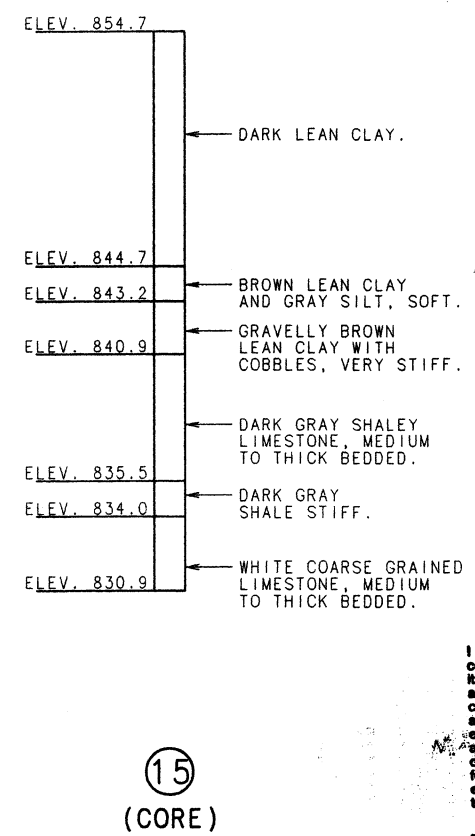 ELEV. 854.7
DARK LEAN CLAY.
ELEV. 844.7
BROWN LEAN CLAY
AND GRAY SILT, SOFT.
ELEV. 843.2
GRAVELLY BROWN
LEAN CLAY WITH
COBBLES, VERY STIFF.
ELEV. 840.9
DARK GRAY SHALEY
LIMESTONE, MEDIUM
TO THICK BEDDED.
ELEV. 835.5
DARK GRAY
SHALE STIFF.
ELEV. 834.0
WHITE COARSE GRAINED
LIMESTONE, MEDIUM
TO THICK BEDDED.
ELEV. 830.9
15
(CORE)